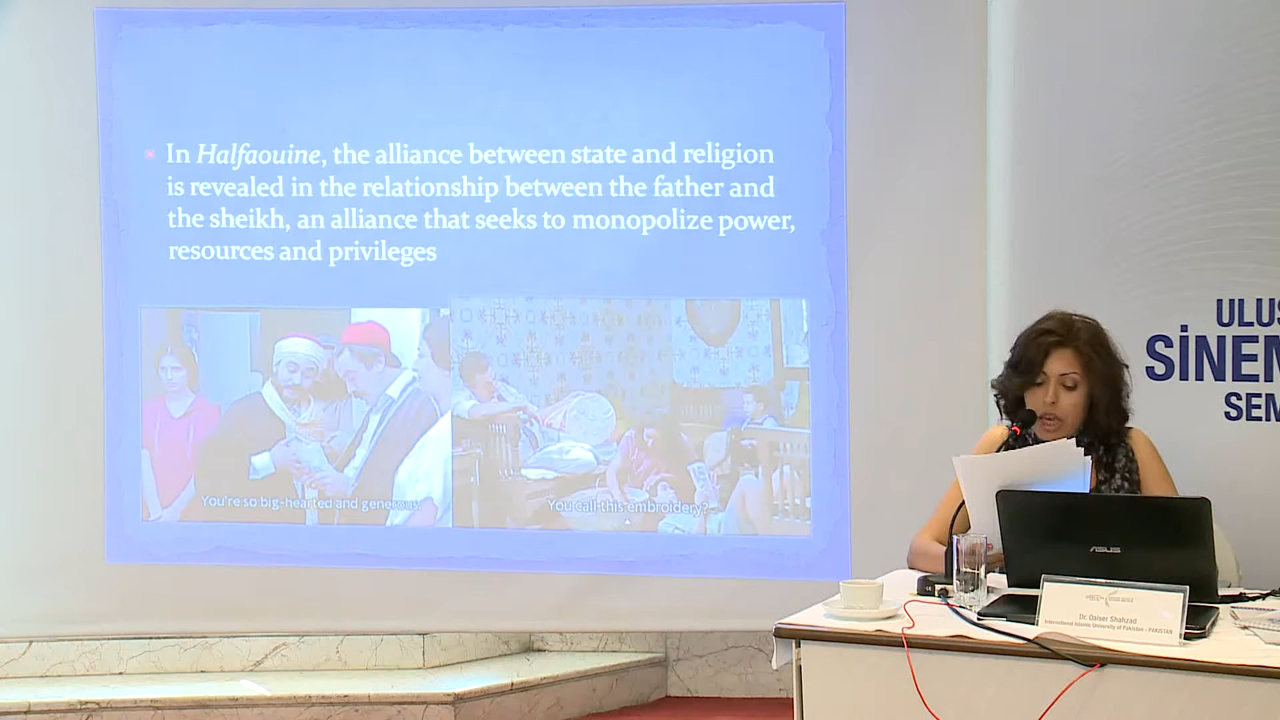 In Halfaouine, the alliance between state and religion
is revealed in the relationship between the father and
the sheikh, an alliance that seeks to monopolize power,
resources and privileges
You're so big-hearted and generous.
You call this embroidery?
ULUS
SİNEM
SEM
ASUS
Dr. Qaiser Shahzad
International Islamic University of Pakistan - PAKISTAN